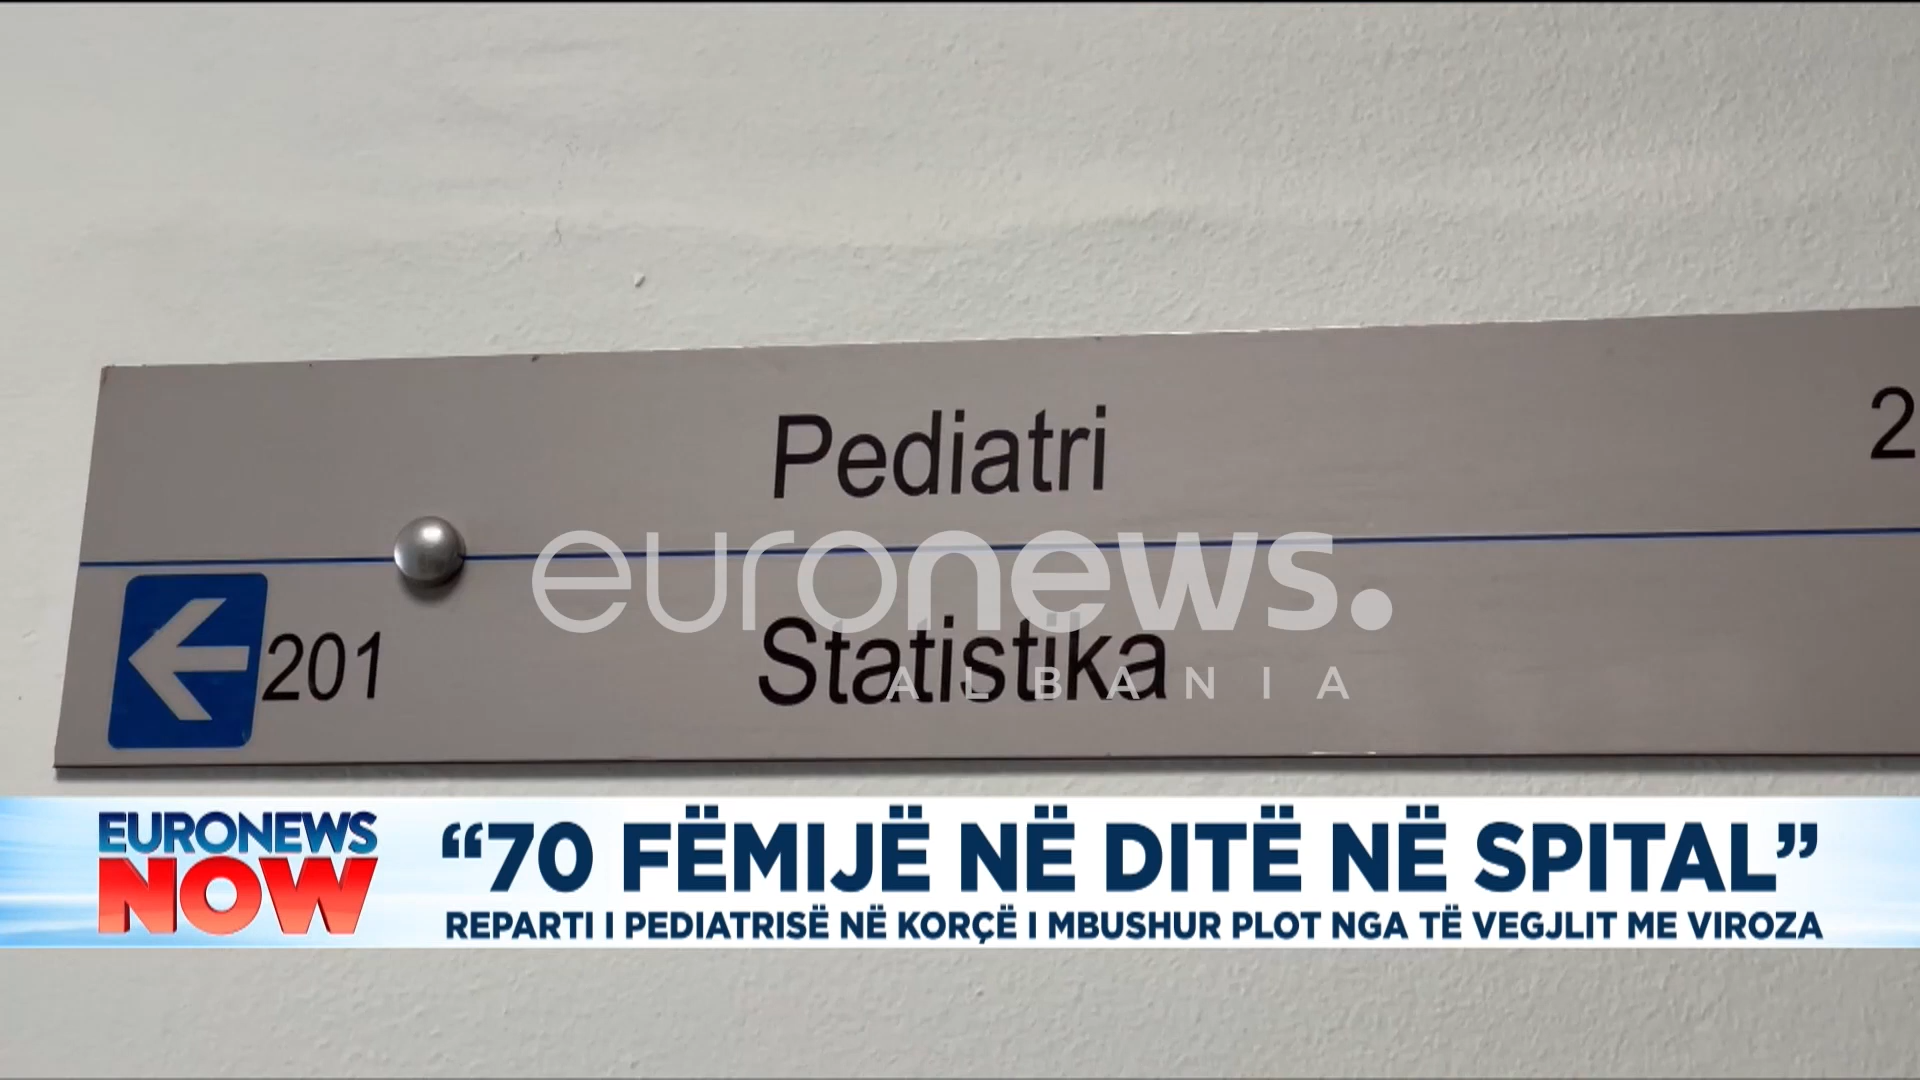 Pediatri
2
euronews.
201
Statistika
ALBANIA
EURONEWS
NOW
“70 FËMIJË NË DITË NË SPITAL”
REPARTI I PEDIATRISË NË KORÇË I MBUSHUR PLOT NGA TË VEGJLIT ME VIROZA